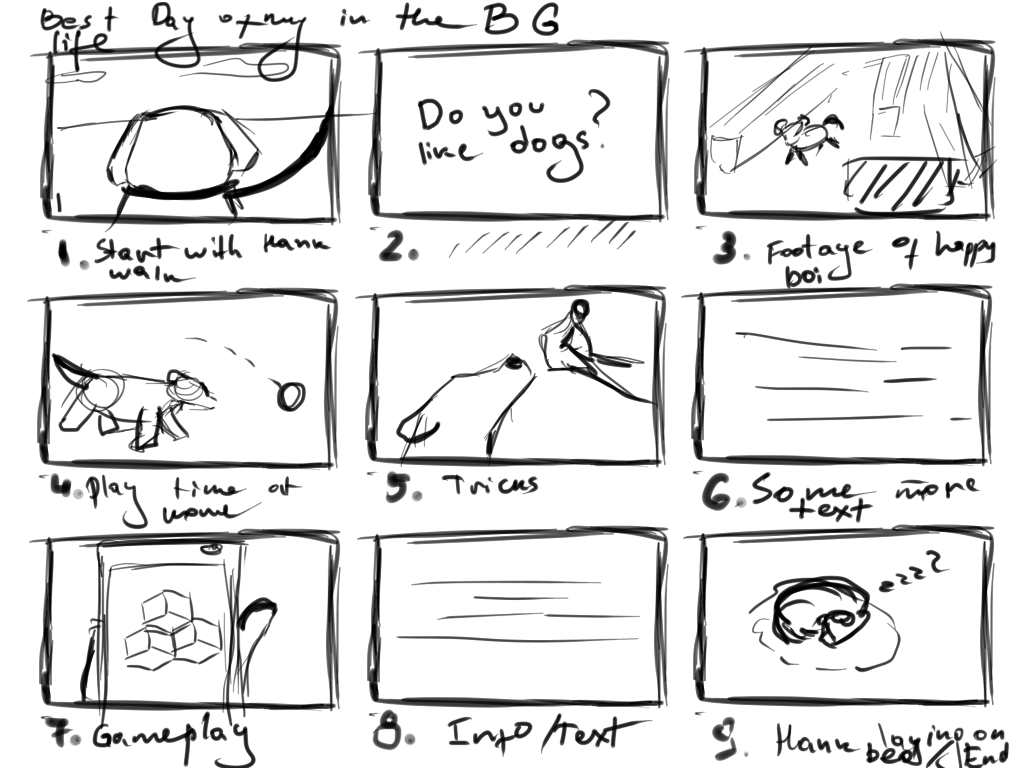 Best Day of my in the BG
life
Do you
like dogs?
1
1. Start with Hank
walk
2.
3. Footage of happy
boi
4. Play time at
home
5. Tricks
6. Some more
text
zzzz
7. Gameplay
8. Info/text
9. Hank laying on
bed / End